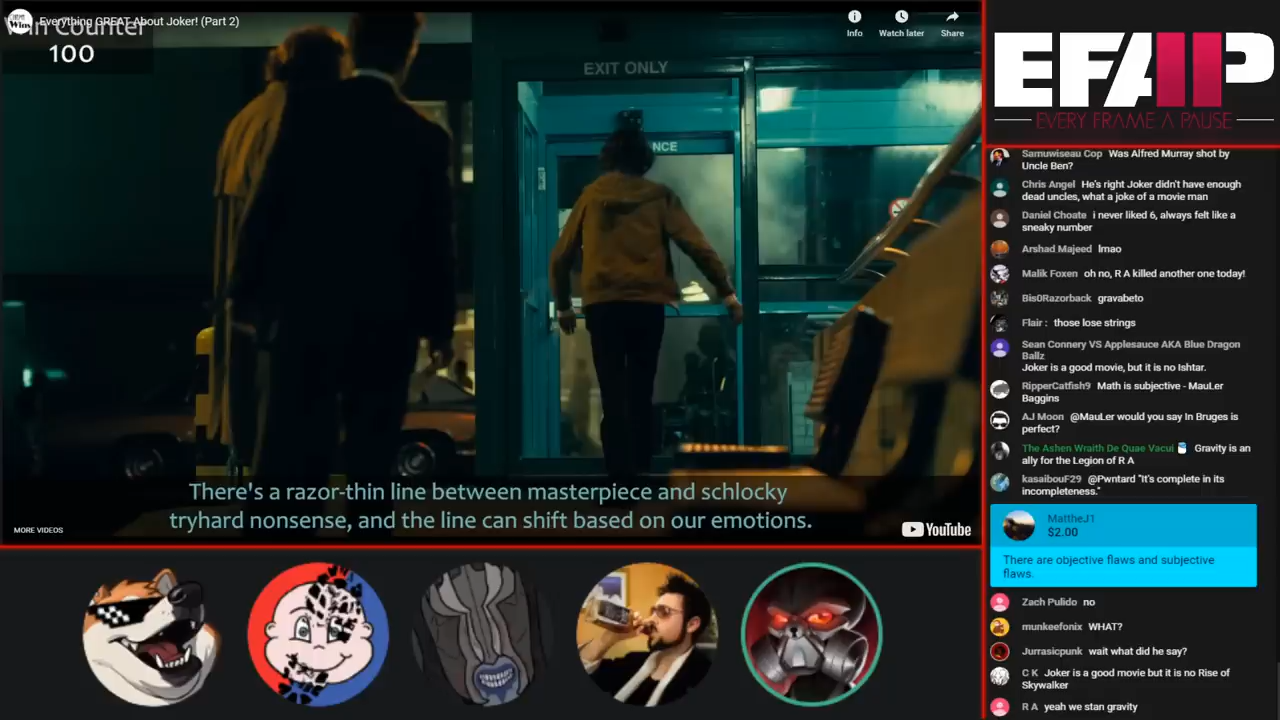 Everything GREAT About Joker! (Part 2)
Win Counter
100
Info
Watch later
Share
EXIT ONLY
There's a razor-thin line between masterpiece and schlocky
tryhard nonsense, and the line can shift based on our emotions.
MORE VIDEOS
YouTube
EFAP
EVERY FRAME A PAUSE
Samuwiseau Cop Was Alfred Murray shot by
Uncle Ben?
Chris Angel He's right Joker didn't have enough
dead uncles, what a joke of a movie man
Daniel Choate i never liked 6, always felt like a
sneaky number
Arshad Majeed lmao
Malik Foxen oh no, R A killed another one today!
Bis0Razorback gravabeto
Flair : those lose strings
Sean Connery VS Applesauce AKA Blue Dragon
Ballz
Joker is a good movie, but it is no Ishtar.
RipperCatfish9 Math is subjective - MauLer
Baggins
AJ Moon @MauLer would you say In Bruges is
perfect?
The Ashen Wraith De Quae Vacui Gravity is an
ally for the Legion of R A
kasaibouF29 @Pwntard "It's complete in its
incompleteness."
MattheJ1
$2.00
There are objective flaws and subjective
flaws.
Zach Pulido no
munkeefonix WHAT?
Jurrasicpunk wait what did he say?
C K Joker is a good movie but it is no Rise of
Skywalker
R A yeah we stan gravity